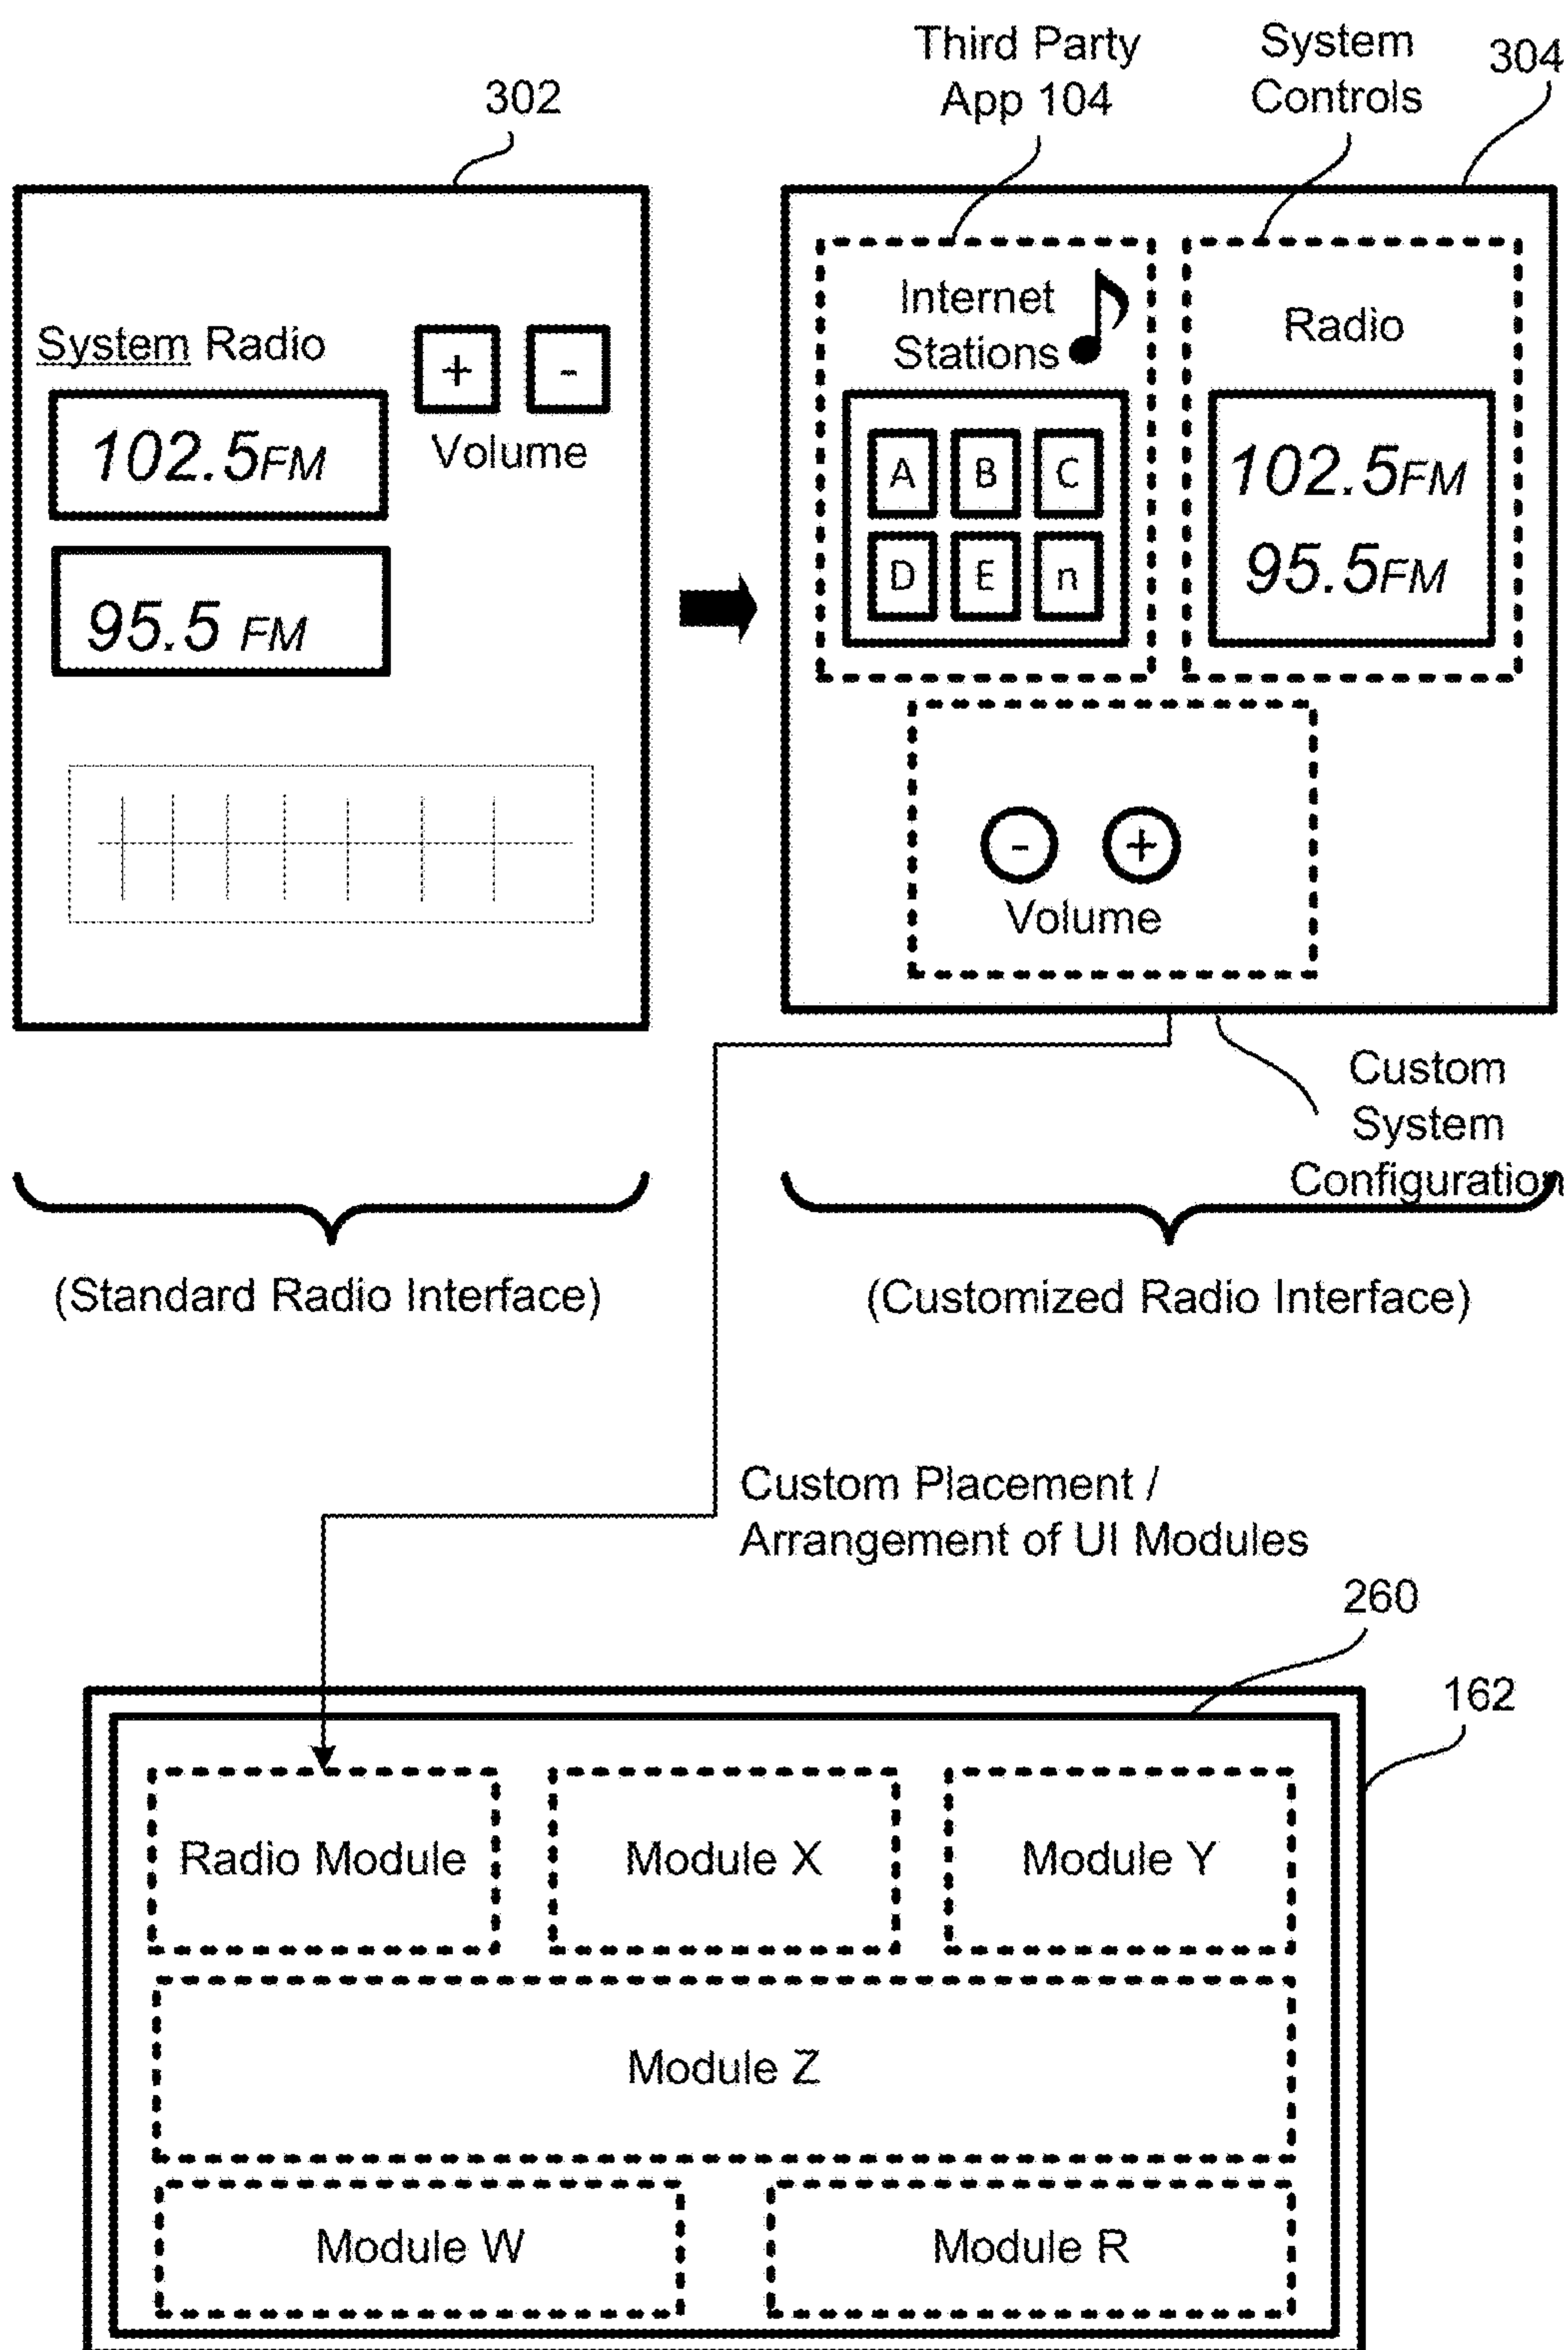 302
Third Party
App 104
System
Controls
304
System Radio
+
-
Volume
102.5FM
95.5 FM
Internet
Stations
A
B
C
D
E
n
Radio
102.5FM
95.5FM
-
+
Volume
Custom
System
Configuration
(Standard Radio Interface)
(Customized Radio Interface)
Custom Placement /
Arrangement of UI Modules
260
162
Radio Module
Module X
Module Y
Module Z
Module W
Module R